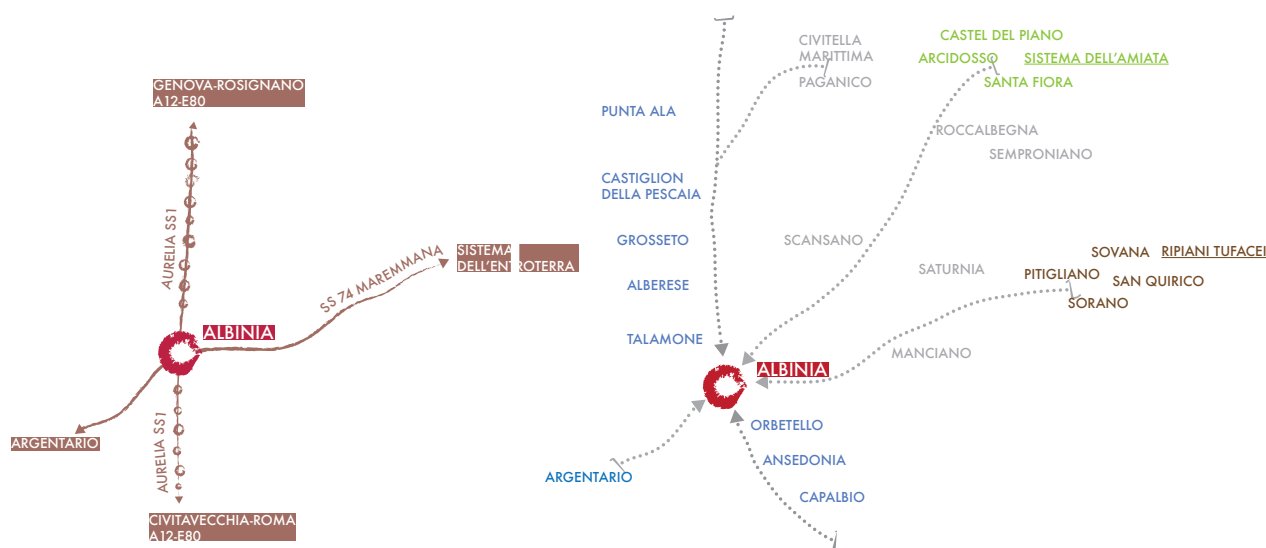 GENOVA-ROSIGNANO
A12-E80
AURELIA SS1
SS 74 MAREMMANA
SISTEMA
DELL'ENTROTERRA
ALBINIA
ARGENTARIO
AURELIA SS1
CIVITAVECCHIA-ROMA
A12-E80
CIVITELLA
MARITTIMA
PAGANICO
CASTEL DEL PIANO
ARCIDOSSO
SISTEMA DELL'AMIATA
SANTA FIORA
PUNTA ALA
ROCCALBEGNA
SEMPRONIANO
CASTIGLION
DELLA PESCAIA
GROSSETO
SCANSANO
SOVANA
RIPIANI TUFACEI
SATURNIA
PITIGLIANO
SAN QUIRICO
SORANO
ALBERESE
TALAMONE
MANCIANO
ALBINIA
ORBETELLO
ANSEDONIA
ARGENTARIO
CAPALBIO